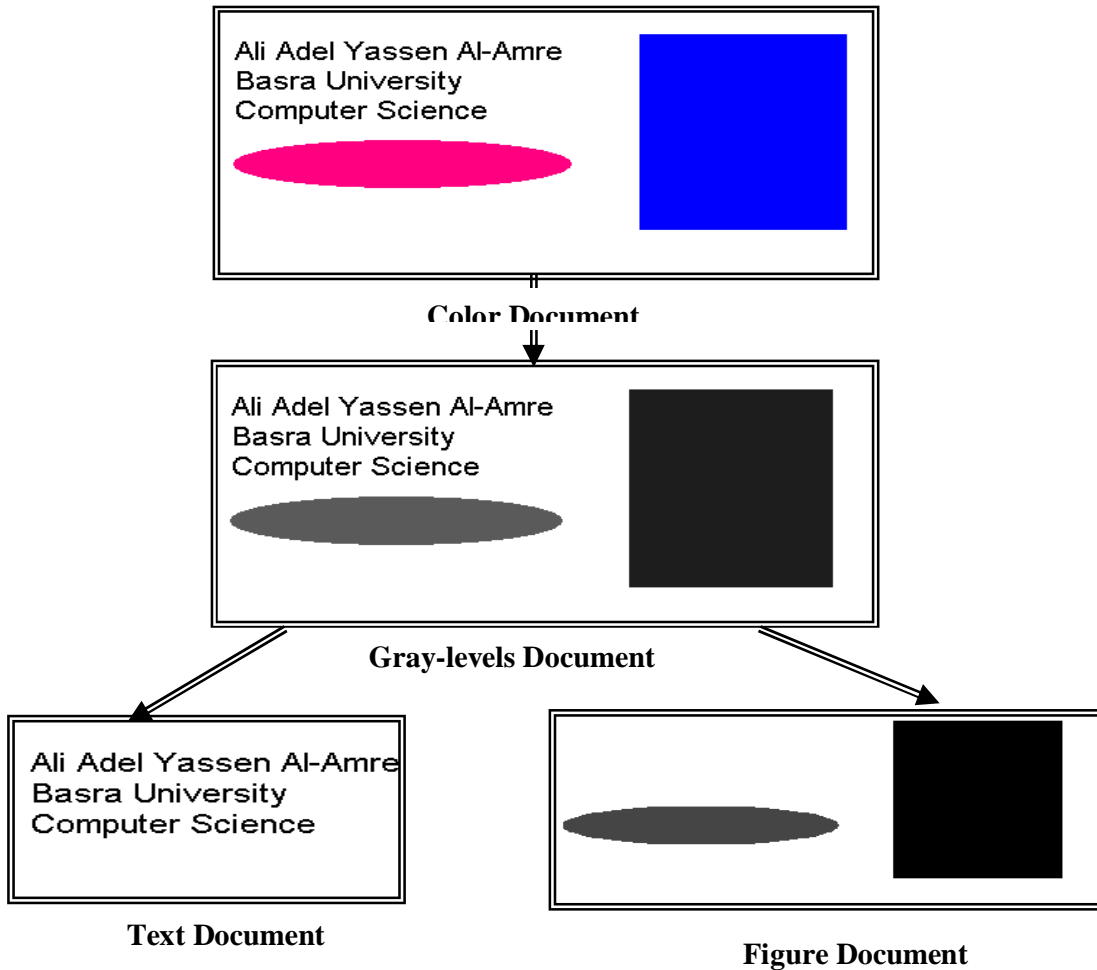 Ali Adel Yassen Al-Amre
Basra University
Computer Science
Color Document
Ali Adel Yassen Al-Amre
Basra University
Computer Science
Gray-levels Document
Ali Adel Yassen Al-Amre
Basra University
Computer Science
Text Document
Figure Document